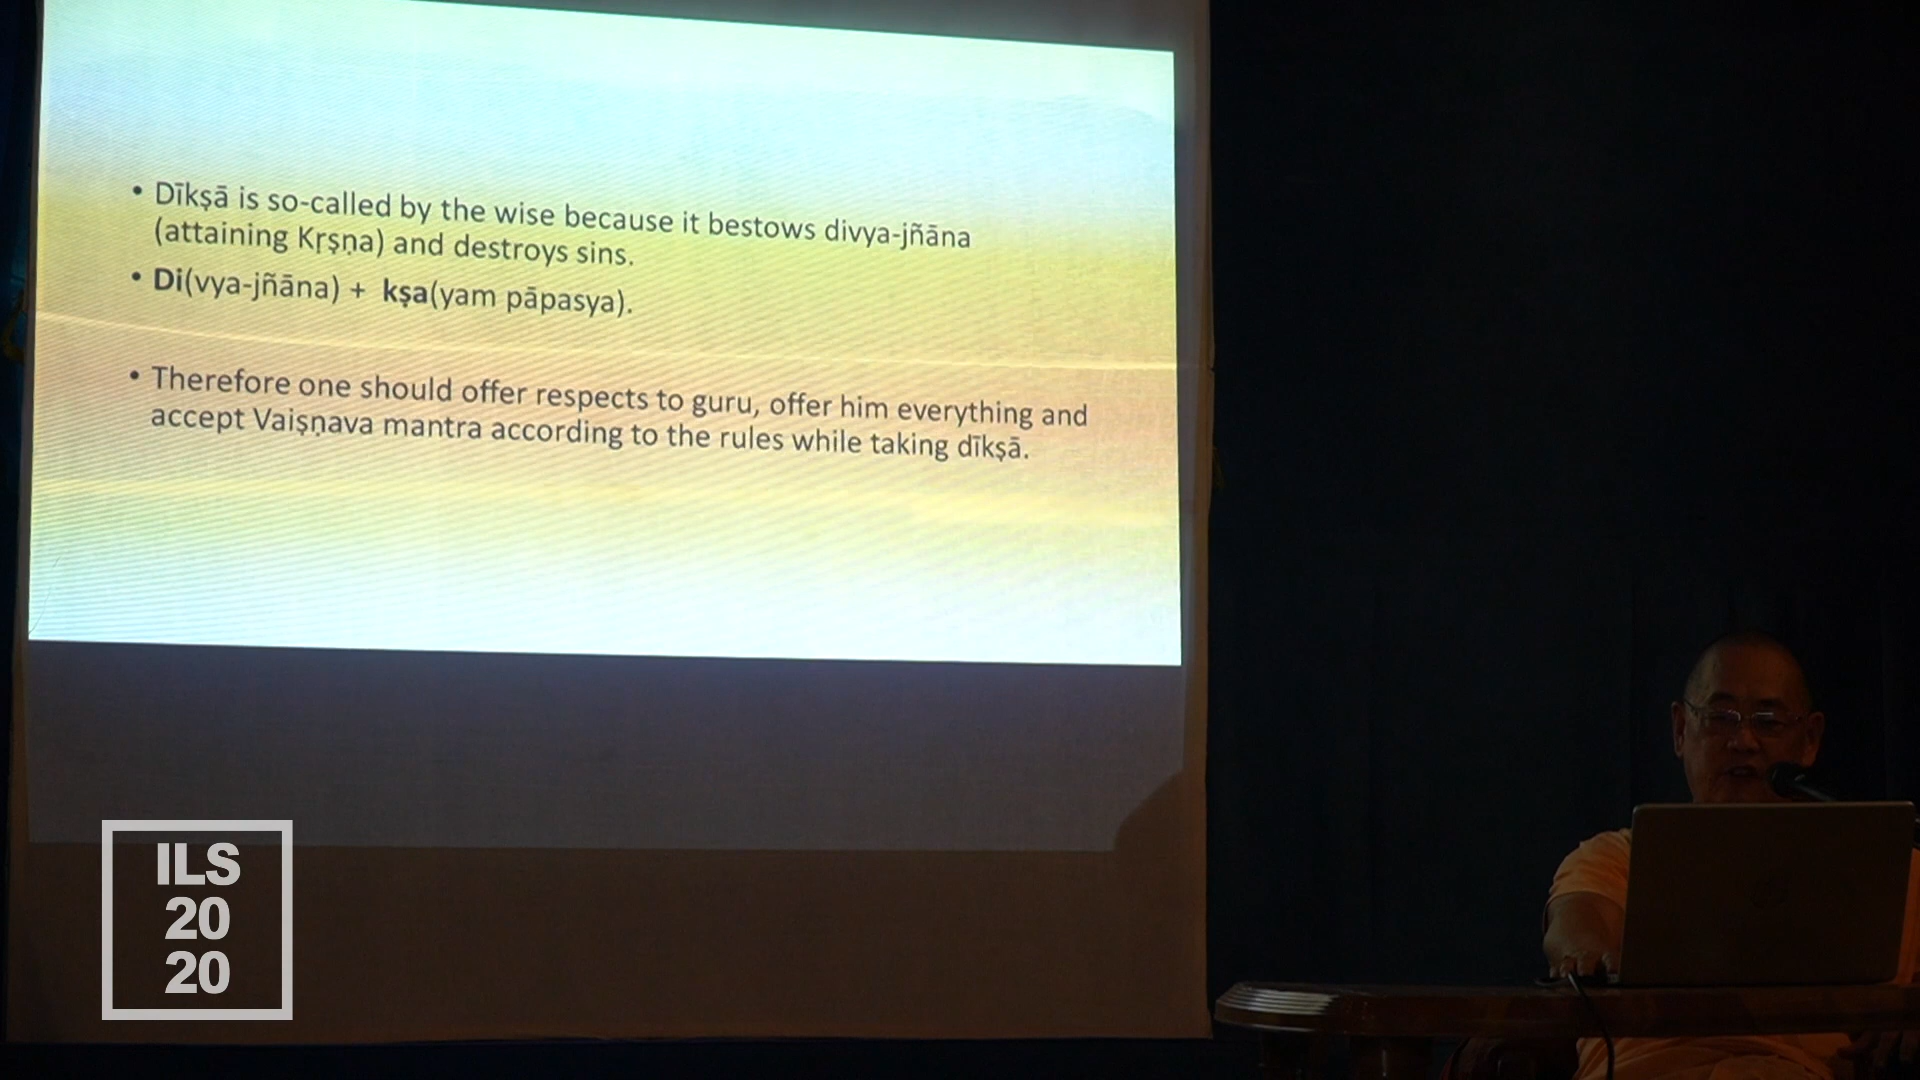 • Dīkṣā is so-called by the wise because it bestows divya-jñāna
(attaining Kṛṣṇa) and destroys sins.
• Di(vya-jñāna) + kṣa(yam pāpasya).
• Therefore one should offer respects to guru, offer him everything and
accept Vaiṣṇava mantra according to the rules while taking dīkṣā.
ILS
20
20